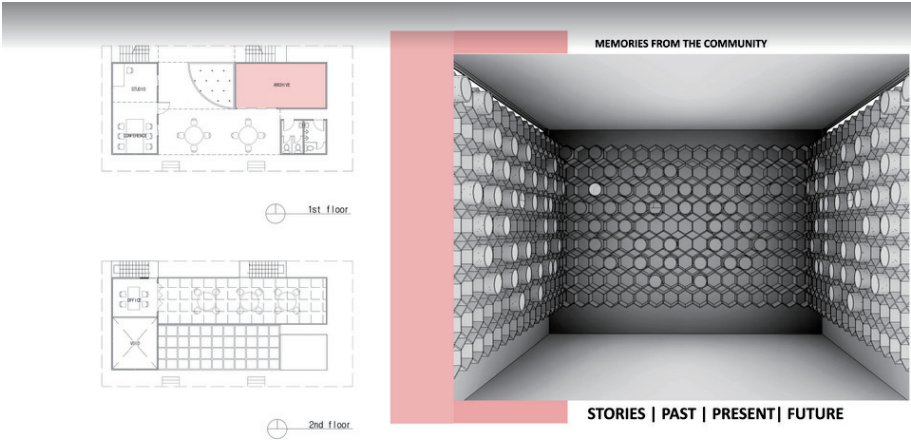 MEMORIES FROM THE COMMUNITY
STUDIO
ARCHIVE
CONFERENCE
1st floor
OFFICE
VOID
2nd floor
STORIES | PAST | PRESENT| FUTURE